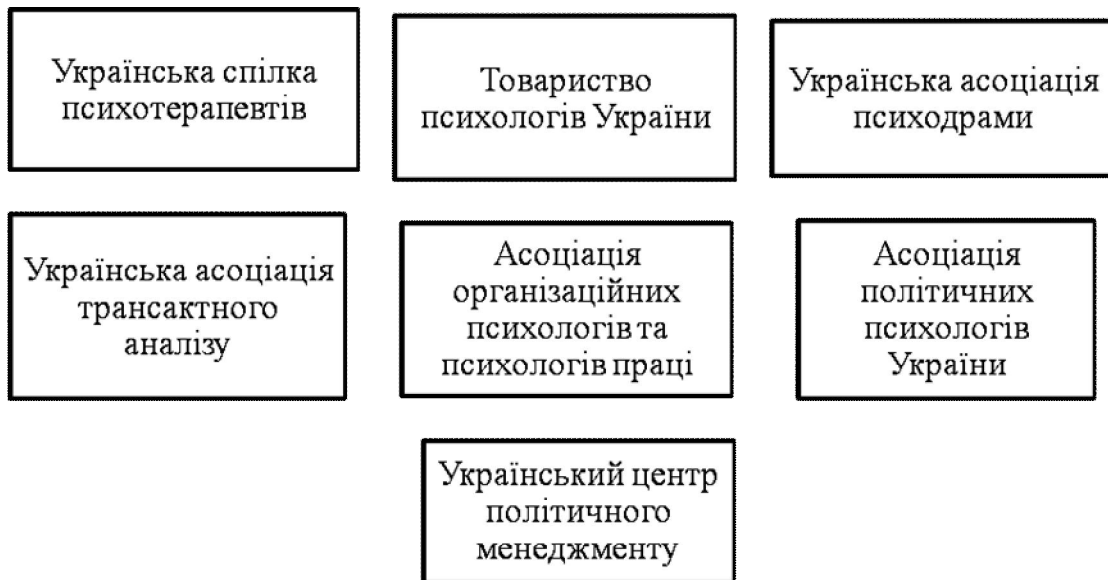 Українська спілка
психотерапевтів
Товариство
психологів України
Українська асоціація
психодрами
Українська асоціація
трансактного
аналізу
Асоціація
організаційних
психологів та
психологів праці
Асоціація
політичних
психологів
України
Український центр
політичного
менеджменту